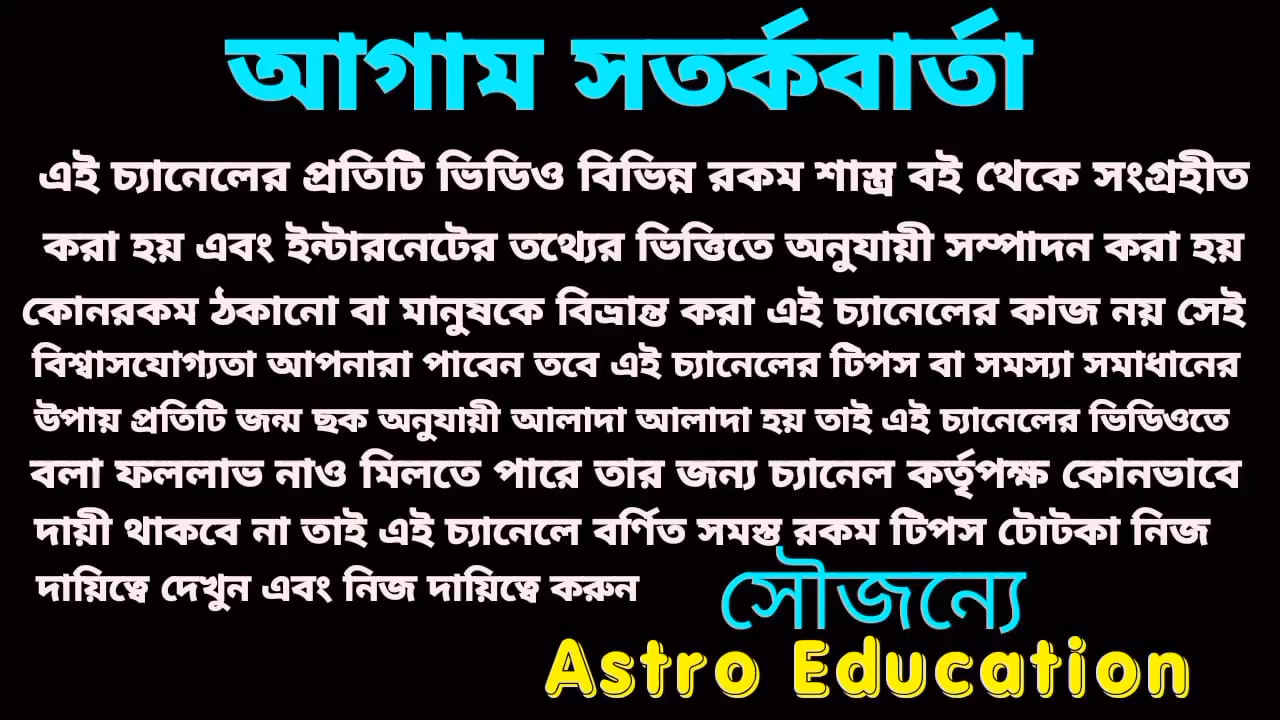 আগাম সতর্কবার্তা
এই চ্যানেলের প্রতিটি ভিডিও বিভিন্ন রকম শাস্ত্র বই থেকে সংগ্রহীত
করা হয় এবং ইন্টারনেটের তথ্যের ভিত্তিতে অনুযায়ী সম্পাদন করা হয়
কোনরকম ঠকানো বা মানুষকে বিভ্রান্ত করা এই চ্যানেলের কাজ নয় সেই
বিশ্বাসযোগ্যতা আপনারা পাবেন তবে এই চ্যানেলের টিপস বা সমস্যা সমাধানের
উপায় প্রতিটি জন্ম ছক অনুযায়ী আলাদা আলাদা হয় তাই এই চ্যানেলের ভিডিওতে
বলা ফললাভ নাও মিলতে পারে তার জন্য চ্যানেল কর্তৃপক্ষ কোনভাবে
দায়ী থাকবে না তাই এই চ্যানেলে বর্ণিত সমস্ত রকম টিপস টোটকা নিজ
দায়িত্বে দেখুন এবং নিজ দায়িত্বে করুন
সৌজন্যে
Astro Education